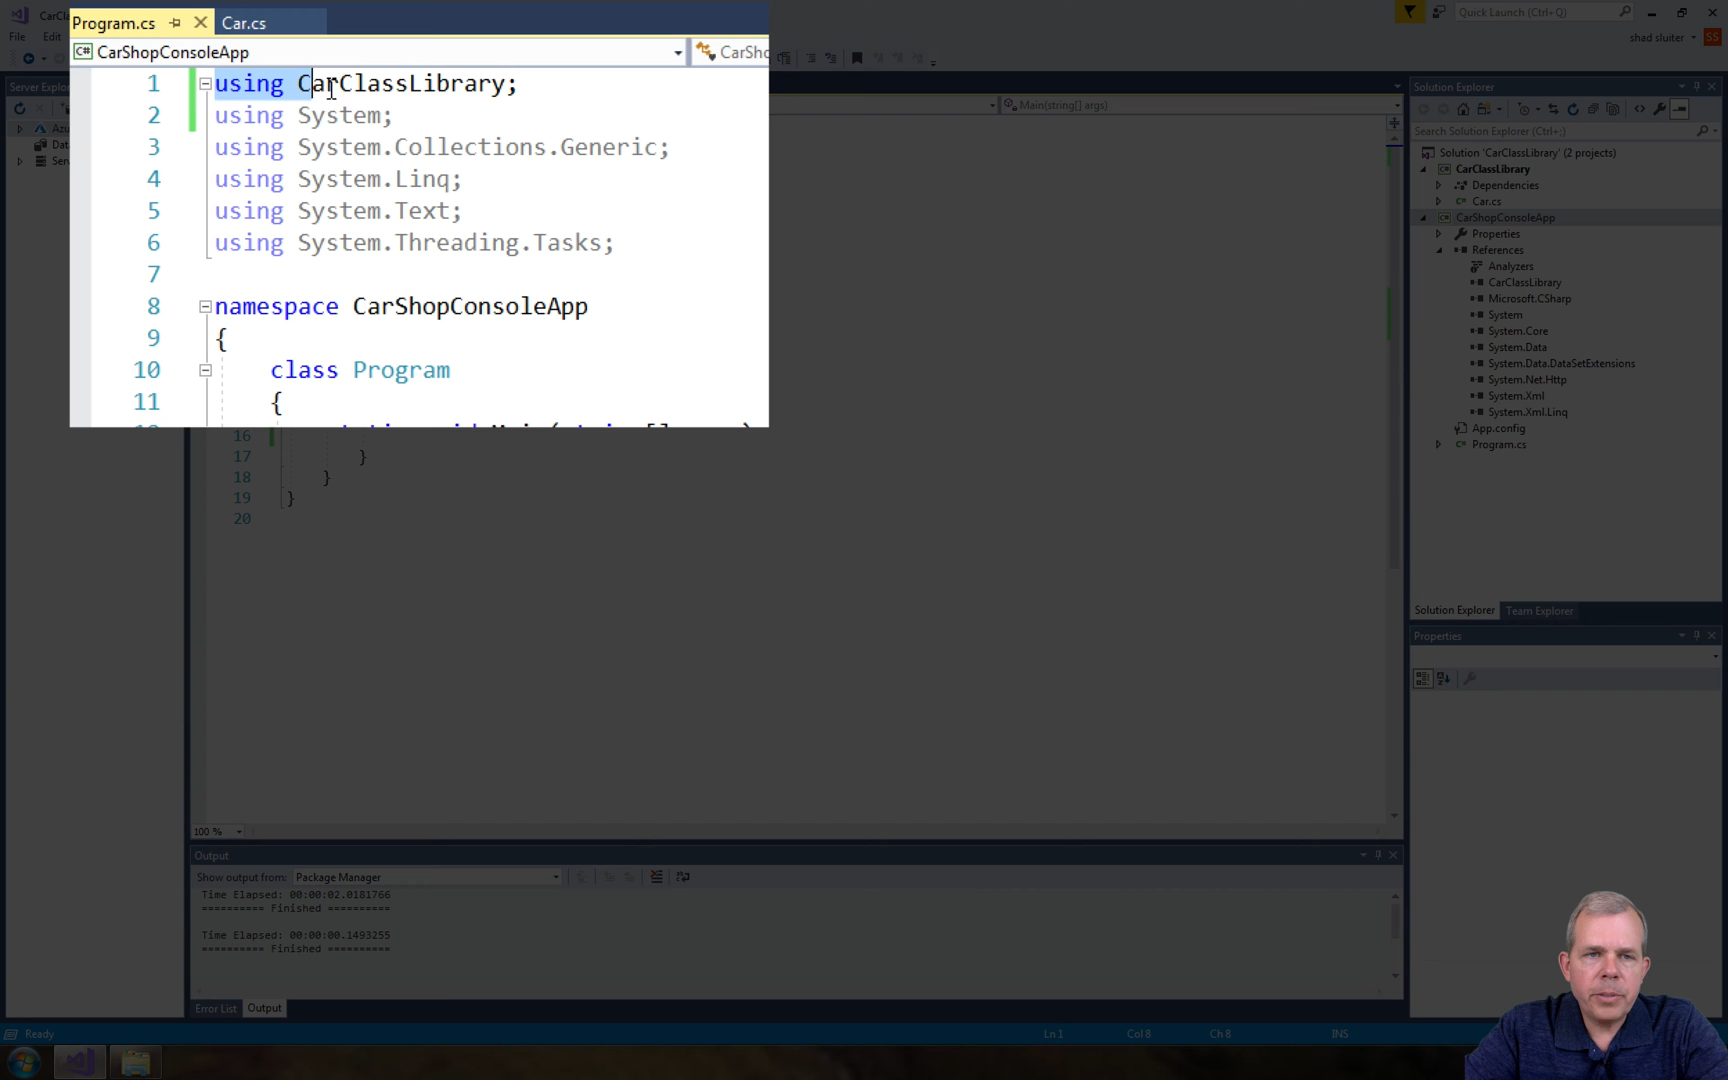 Program.cs
Car.cs
CarC
File
Edit
Quick Launch (Ctrl+Q)
shad sluiter
SS
C# CarShopConsoleApp
CarSho
Main(string[] args)
Server Explor
Azu
Dat
Serv
1 using CarClassLibrary;
2 using System;
3 using System.Collections.Generic;
4 using System.Linq;
5 using System.Text;
6 using System.Threading.Tasks;
7
8 namespace CarShopConsoleApp
9 {
10 class Program
11 {
16
17 }
18 }
19 }
20
100 %
Solution Explorer
Search Solution Explorer (Ctrl+;)
Solution 'CarClassLibrary' (2 projects)
CarClassLibrary
Dependencies
Car.cs
CarShopConsoleApp
Properties
References
Analyzers
CarClassLibrary
Microsoft.CSharp
System
System.Core
System.Data
System.Data.DataSetExtensions
System.Net.Http
System.Xml
System.Xml.Linq
App.config
Program.cs
Solution Explorer Team Explorer
Properties
Output
Show output from: Package Manager
Time Elapsed: 00:00:02.0181766
========== Finished ==========
Time Elapsed: 00:00:00.1493255
========== Finished ==========
Error List Output
Ready
Ln 1 Col 8 Ch 8 INS